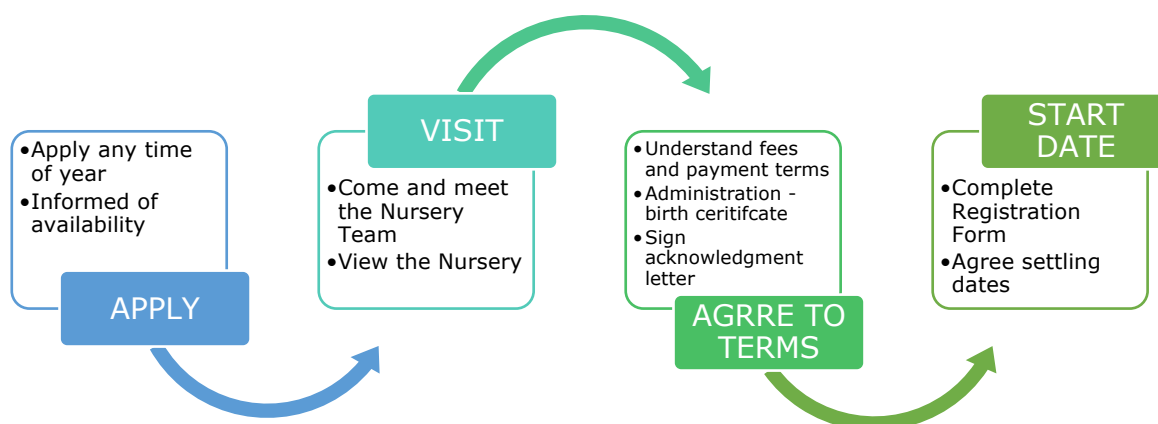 •Apply any time
of year
•Informed of
availability
APPLY
VISIT
•Come and meet
the Nursery
Team
•View the Nursery
•Understand fees
and payment terms
•Administration -
birth ceritifcate
•Sign
acknowledgment
letter
AGRRE TO
TERMS
START
DATE
•Complete
Registration
Form
•Agree settling
dates